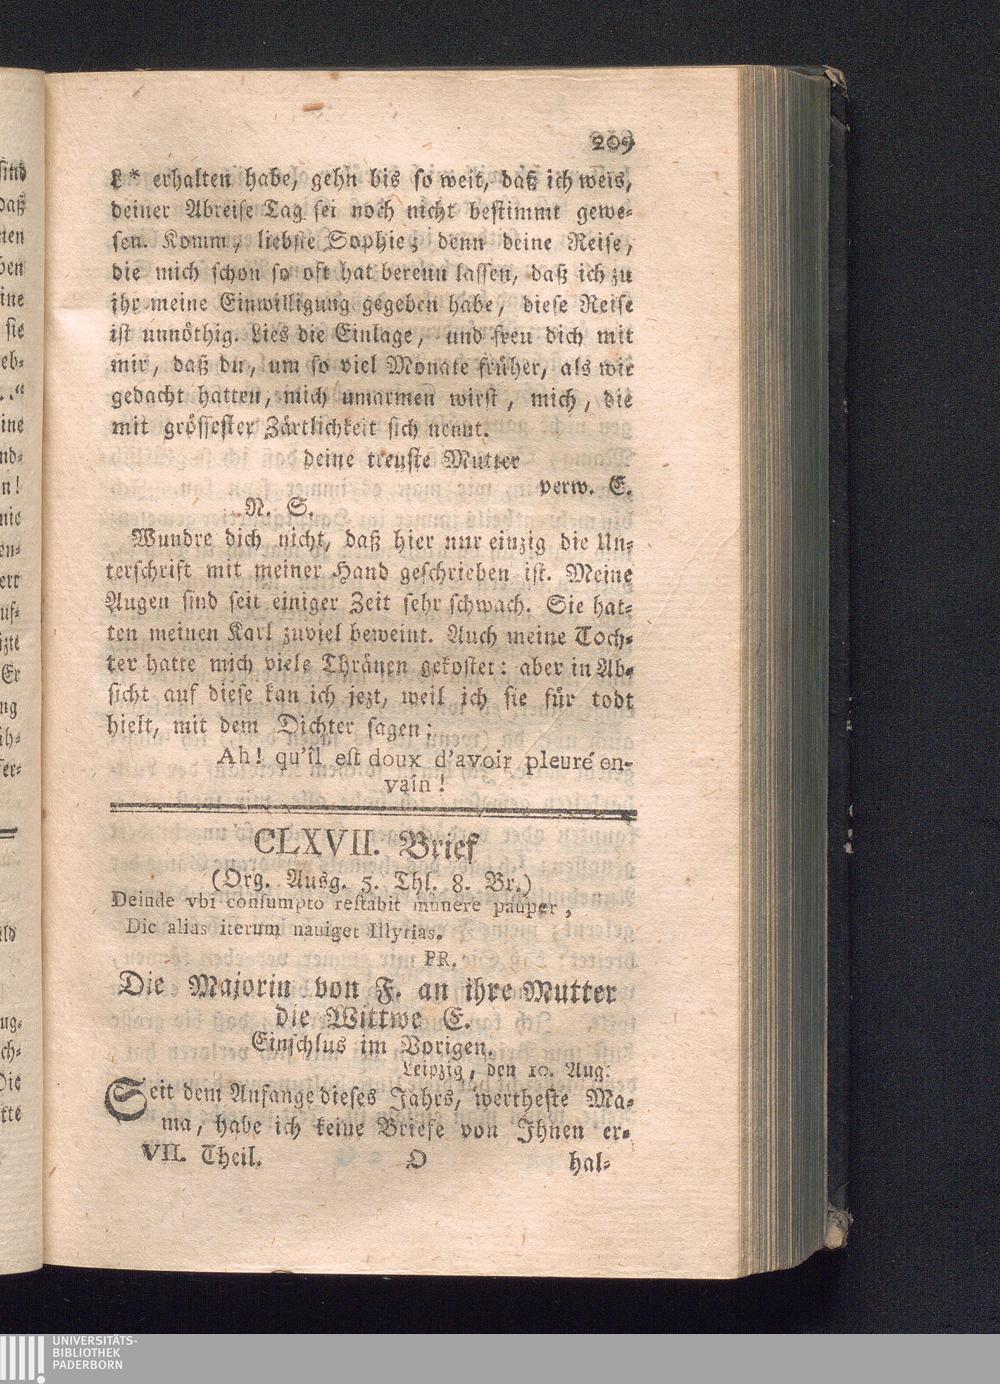 209
L* erhalten habe, gehn bis so weit, daß ich weis,
deiner Abreise Tag sei noch nicht bestimmt gewe-
sen. Komm, liebste Sophie; denn deine Reise,
die mich schon so oft hat bereun lassen, daß ich zu
ihr meine Einwilligung gegeben habe, diese Reise
ist unnöthig. Lies die Einlage, und freu dich mit
mir, daß du, um so viel Monate früher, als wir
gedacht hatten, mich umarmen wirst, mich, die
mit grössester Zärtlichkeit sich nennt.
deine treuste Mutter
verw. E.
N. S.
Wundre dich nicht, daß hier nur einzig die Un-
terschrift mit meiner Hand geschrieben ist. Meine
Augen sind seit einiger Zeit sehr schwach. Sie hat-
ten meinen Karl zuviel beweint. Auch meine Toch-
ter hatte mich viele Thränen gekostet: aber in Ab-
sicht auf diese kan ich jezt, weil ich sie für todt
hielt, mit dem Dichter sagen:
Ah! qu'il est doux d'avoir pleuré en-
vain!
CLXVII. Brief
(Org. Ausg. 5. Thl. 8. Br.)
Deinde vbi consumpto restabit munere pauper,
Dic alias iterum nauiget Illyrias.
PR.
Die Majorin von F. an ihre Mutter
die Wittwe E.
Einschlus im Vorigen.
Leipzig, den 10. Aug.
Seit dem Anfange dieses Jahrs, wertheste Ma-
ma, habe ich keine Briefe von Ihnen er-
VII. Theil. O hal-
UNIVERSITÄTS-
BIBLIOTHEK
PADERBORN